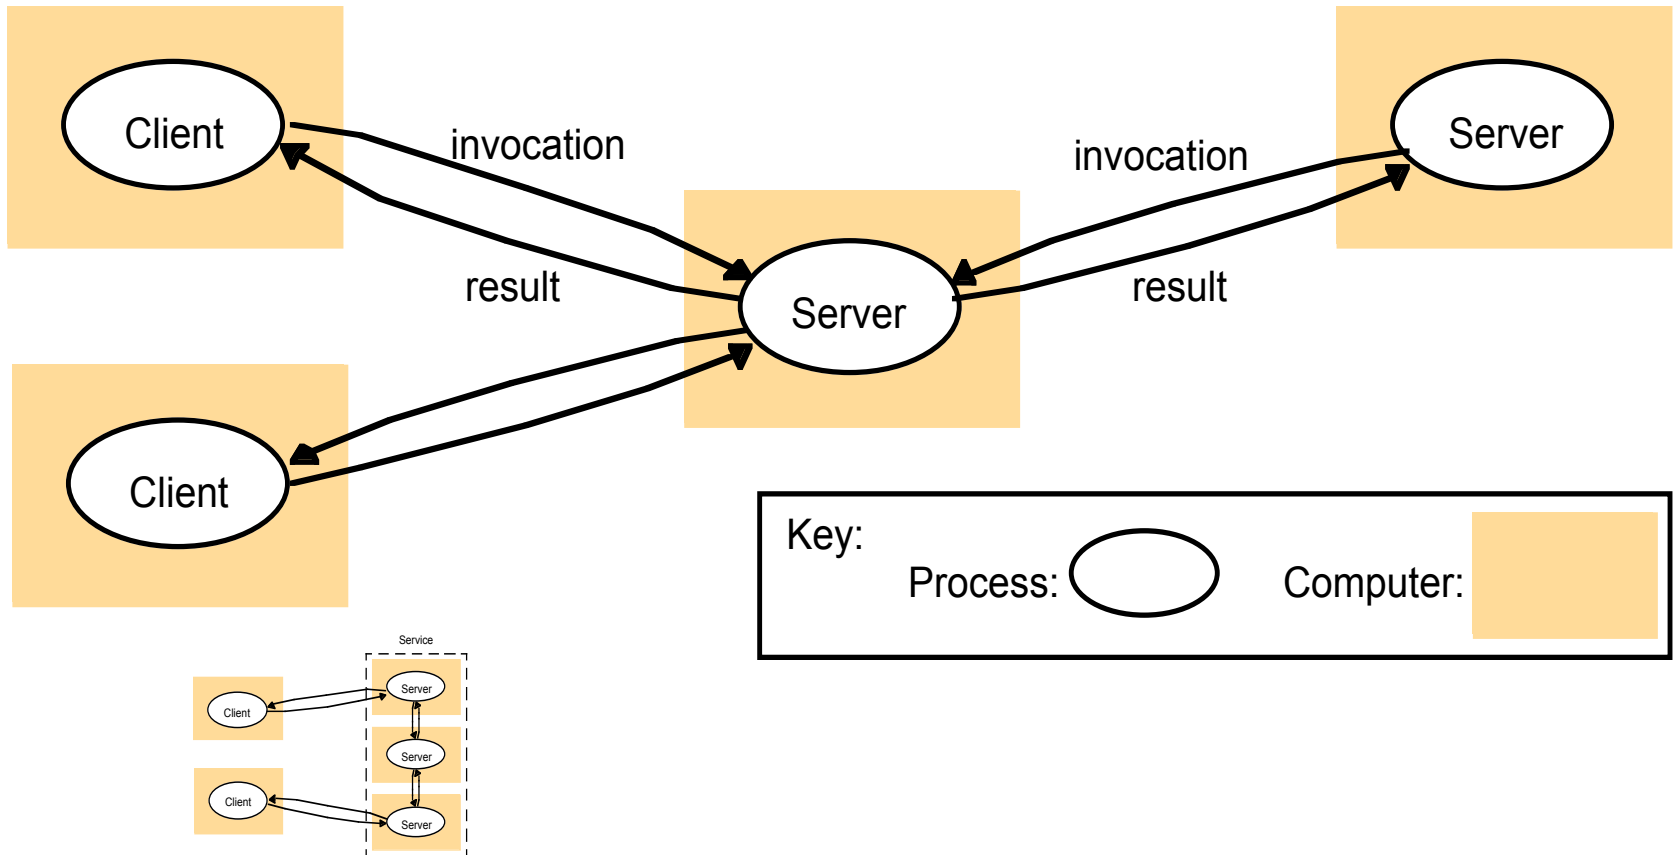 Client
invocation
result
Server
invocation
result
Server
Client
Key:
Process:
Computer:
Service
Client
Server
Server
Client
Server